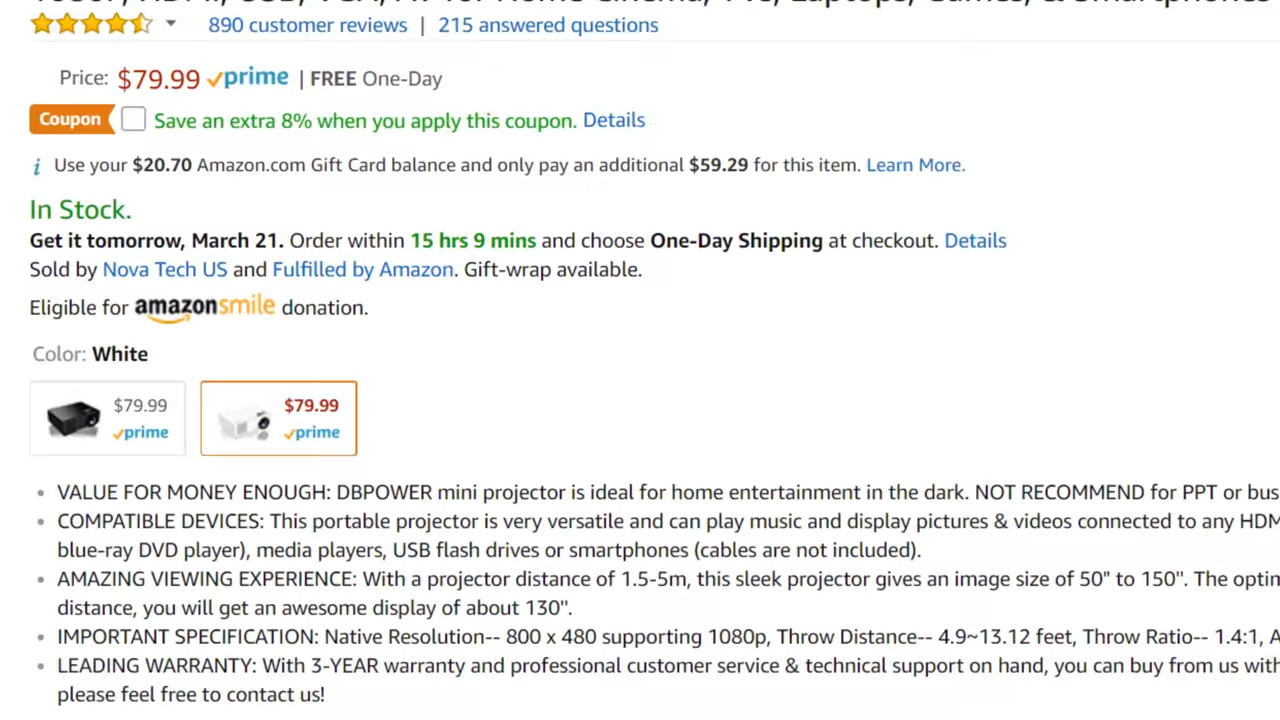 890 customer reviews | 215 answered questions
Price: $79.99 prime | FREE One-Day
Coupon Save an extra 8% when you apply this coupon. Details
i Use your $20.70 Amazon.com Gift Card balance and only pay an additional $59.29 for this item. Learn More.
In Stock.
Get it tomorrow, March 21. Order within 15 hrs 9 mins and choose One-Day Shipping at checkout. Details
Sold by Nova Tech US and Fulfilled by Amazon. Gift-wrap available.
Eligible for amazonsmile donation.
Color: White
$79.99 $79.99
prime prime
• VALUE FOR MONEY ENOUGH: DBPOWER mini projector is ideal for home entertainment in the dark. NOT RECOMMEND for PPT or bus
• COMPATIBLE DEVICES: This portable projector is very versatile and can play music and display pictures & videos connected to any HDM
blue-ray DVD player), media players, USB flash drives or smartphones (cables are not included).
• AMAZING VIEWING EXPERIENCE: With a projector distance of 1.5-5m, this sleek projector gives an image size of 50" to 150". The optim
distance, you will get an awesome display of about 130".
• IMPORTANT SPECIFICATION: Native Resolution-- 800 x 480 supporting 1080p, Throw Distance-- 4.9~13.12 feet, Throw Ratio-- 1.4:1, A
• LEADING WARRANTY: With 3-YEAR warranty and professional customer service & technical support on hand, you can buy from us with
please feel free to contact us!